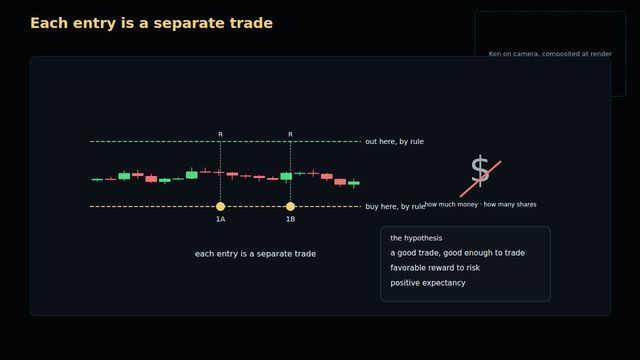 Each entry is a separate trade
Ken on camera, composited at render
R
R
out here, by rule
$
buy here, by rule
how much money · how many shares
1A
1B
each entry is a separate trade
the hypothesis
a good trade, good enough to trade
favorable reward to risk
positive expectancy